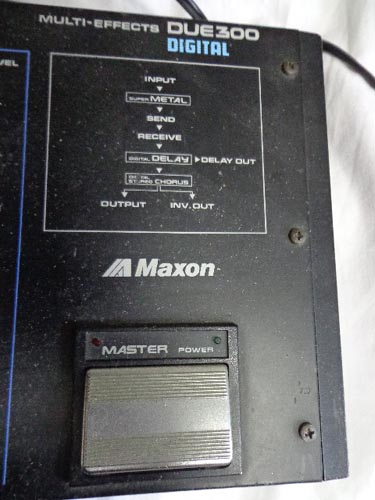 MULTI-EFFECTS DUE300
DIGITAL
VEL
INPUT
SUPER METAL
SEND
RECEIVE
DIGITAL DELAY ▶DELAY OUT
DIGITAL STEREO CHORUS
OUTPUT INV. OUT
Maxon
MASTER POWER